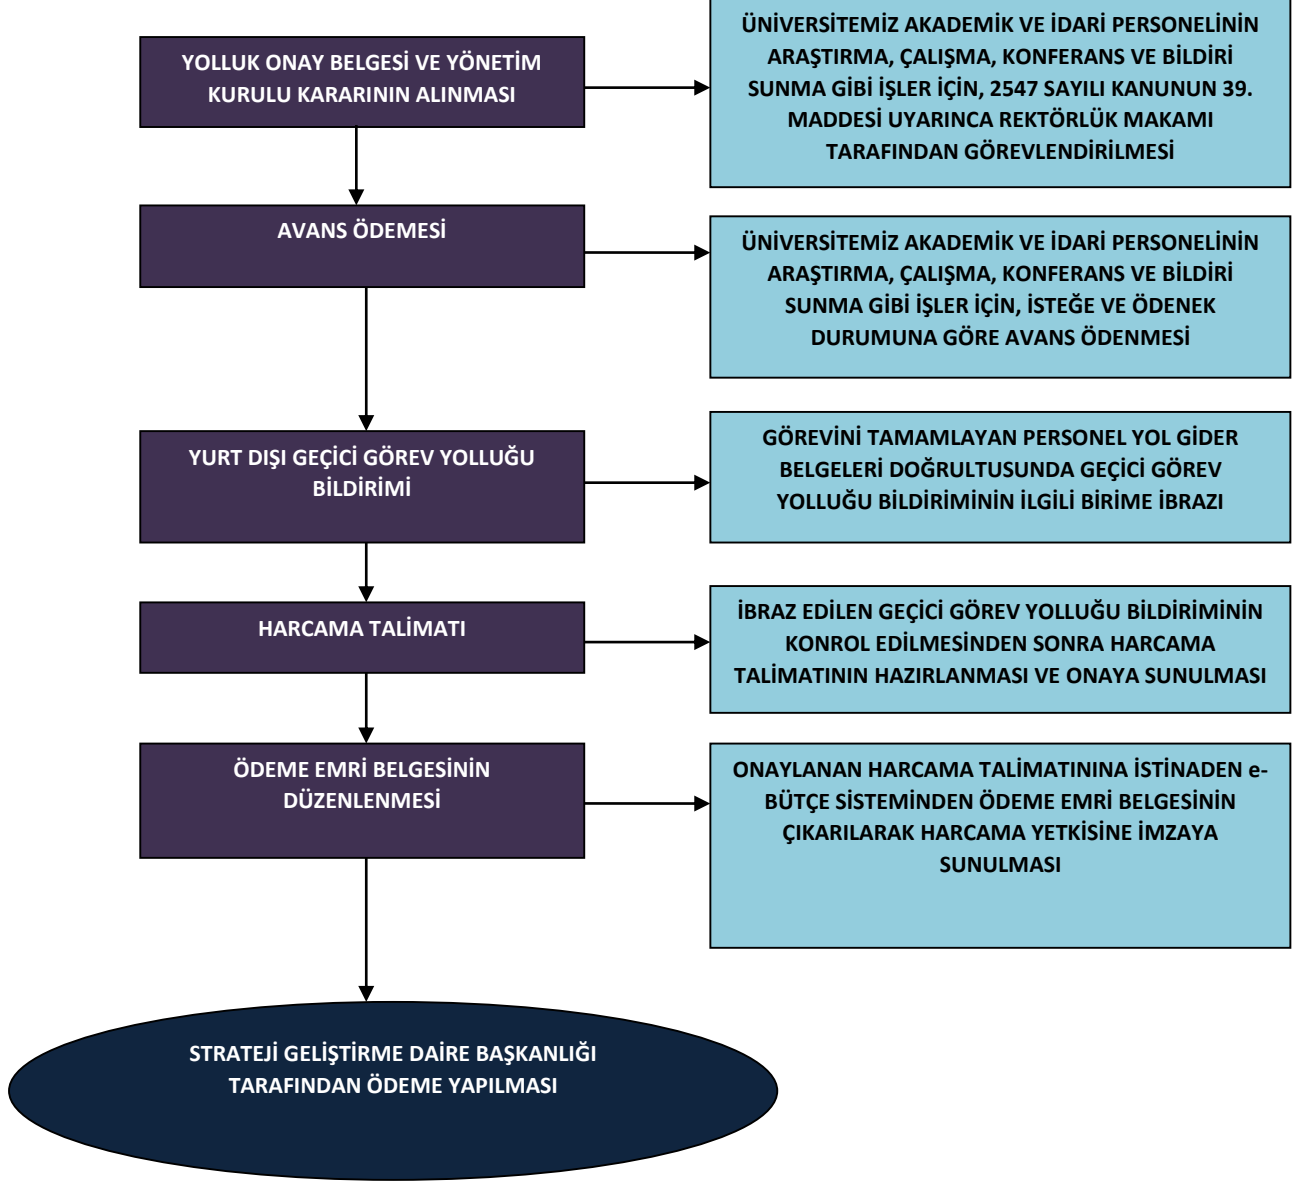 YOLLUK ONAY BELGESİ VE YÖNETİM
KURULU KARARININ ALINMASI
ÜNİVERSİTEMİZ AKADEMİK VE İDARİ PERSONELİNİN
ARAŞTIRMA, ÇALIŞMA, KONFERANS VE BİLDİRİ
SUNMA GİBİ İŞLER İÇİN, 2547 SAYILI KANUNUN 39.
MADDESİ UYARINCA REKTÖRLÜK MAKAMI
TARAFINDAN GÖREVLENDİRİLMESİ
AVANS ÖDEMESİ
ÜNİVERSİTEMİZ AKADEMİK VE İDARİ PERSONELİNİN
ARAŞTIRMA, ÇALIŞMA, KONFERANS VE BİLDİRİ
SUNMA GİBİ İŞLER İÇİN, İSTEĞE VE ÖDENEK
DURUMUNA GÖRE AVANS ÖDENMESİ
YURT DIŞI GEÇİCİ GÖREV YOLLUĞU
BİLDİRİMİ
GÖREVİNİ TAMAMLAYAN PERSONEL YOL GİDER
BELGELERİ DOĞRULTUSUNDA GEÇİCİ GÖREV
YOLLUĞU BİLDİRİMİNİN İLGİLİ BİRİME İBRAZI
HARCAMA TALİMATI
İBRAZ EDİLEN GEÇİCİ GÖREV YOLLUĞU BİLDİRİMİNİN
KONROL EDİLMESİNDEN SONRA HARCAMA
TALİMATININ HAZIRLANMASI VE ONAYA SUNULMASI
ÖDEME EMRİ BELGESİNİN
DÜZENLENMESİ
ONAYLANAN HARCAMA TALİMATININA İSTİNADEN e-
BÜTÇE SİSTEMİNDEN ÖDEME EMRİ BELGESİNİN
ÇIKARILARAK HARCAMA YETKİSİNE İMZAYA
SUNULMASI
STRATEJİ GELİŞTİRME DAİRE BAŞKANLIĞI
TARAFINDAN ÖDEME YAPILMASI